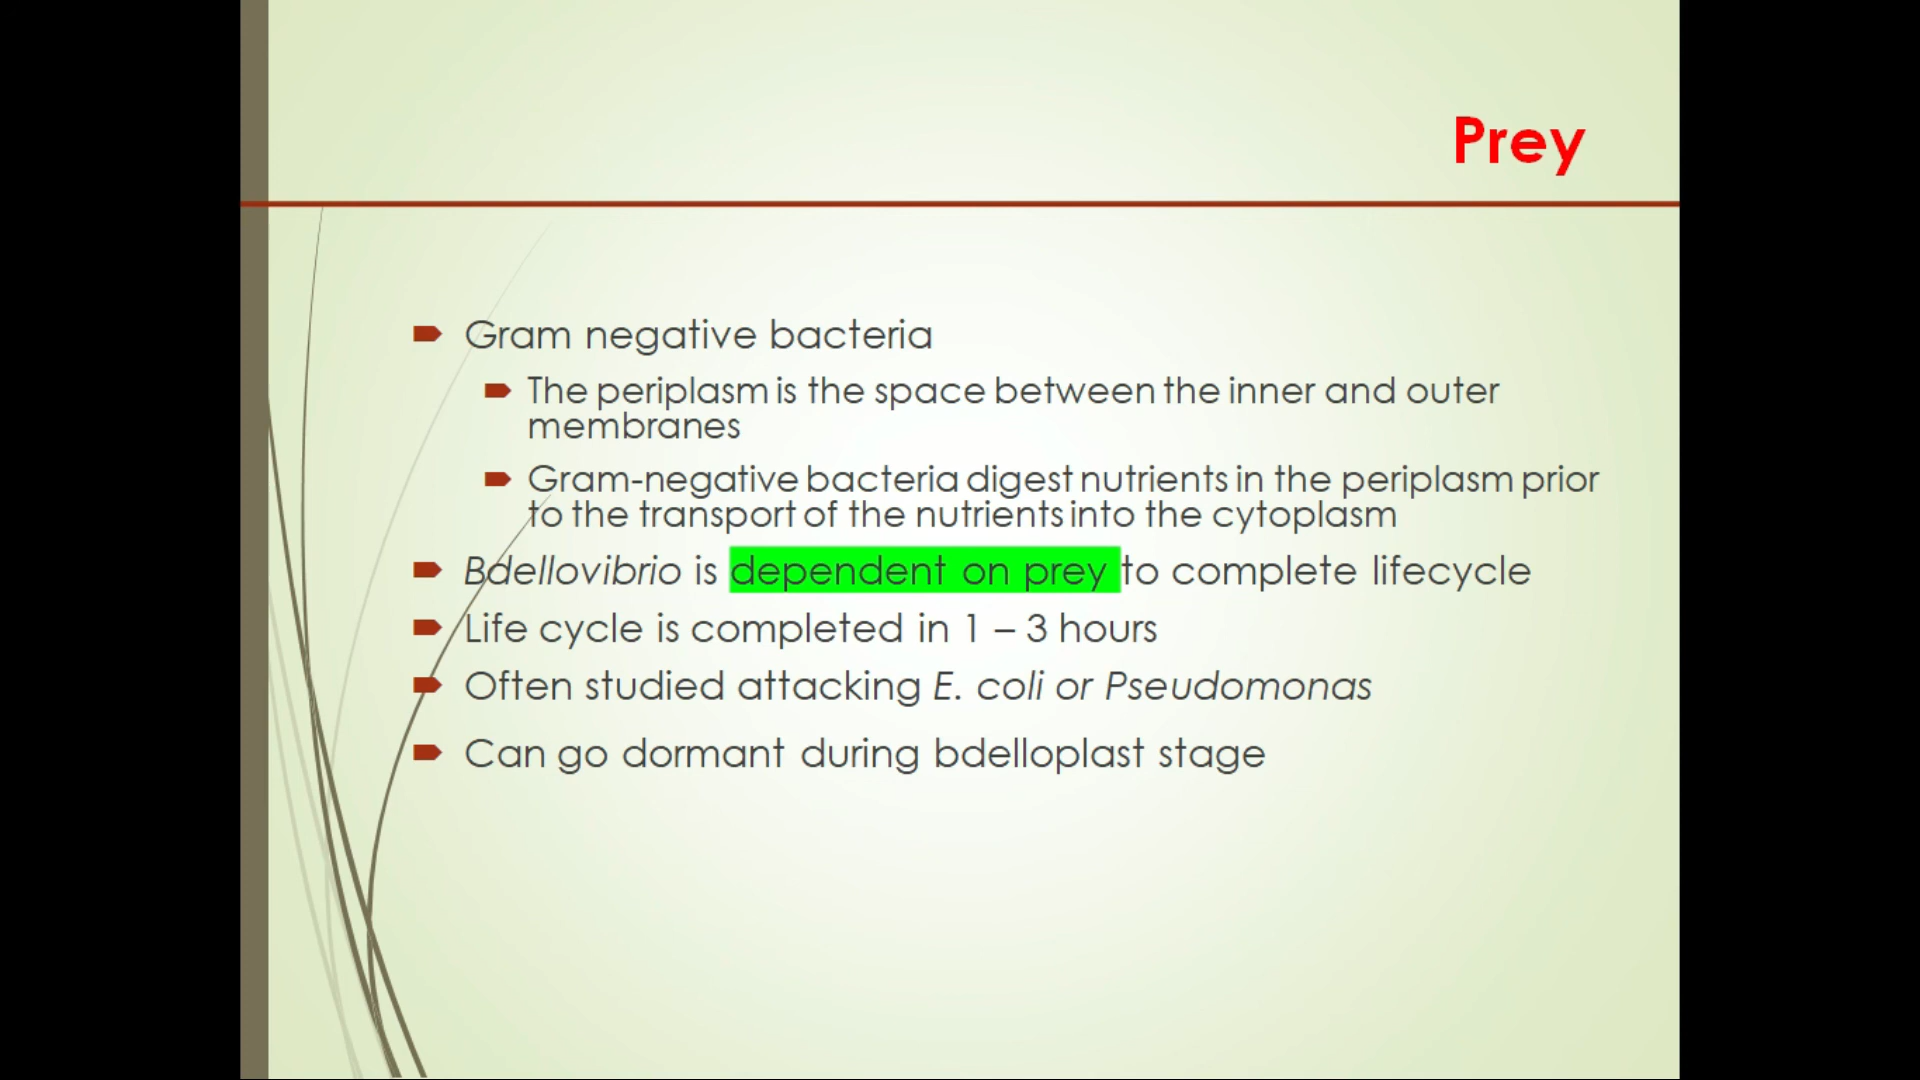 Prey
Gram negative bacteria
The periplasm is the space between the inner and outer
membranes
Gram-negative bacteria digest nutrients in the periplasm prior
to the transport of the nutrients into the cytoplasm
Bdellovibrio is dependent on prey to complete lifecycle
Life cycle is completed in 1 – 3 hours
Often studied attacking E. coli or Pseudomonas
Can go dormant during bdelloplast stage